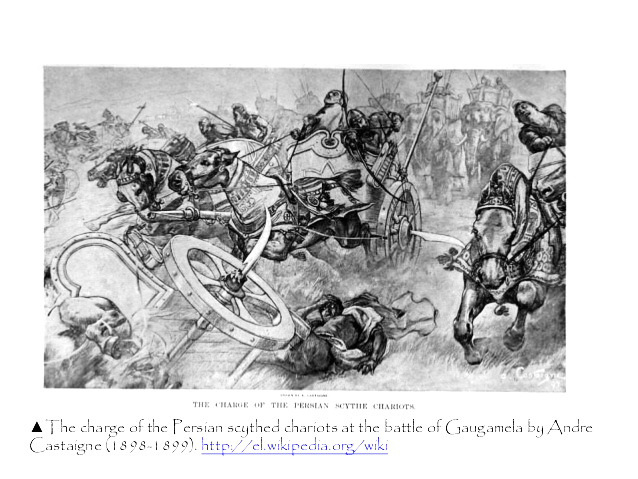 THE CHARGE OF THE PERSIAN SCYTHE CHARIOTS.
▲The charge of the Persian scythed chariots at the battle of Gaugamela by Andre
Castaigne (1898-1899). http://el.wikipedia.org/wiki